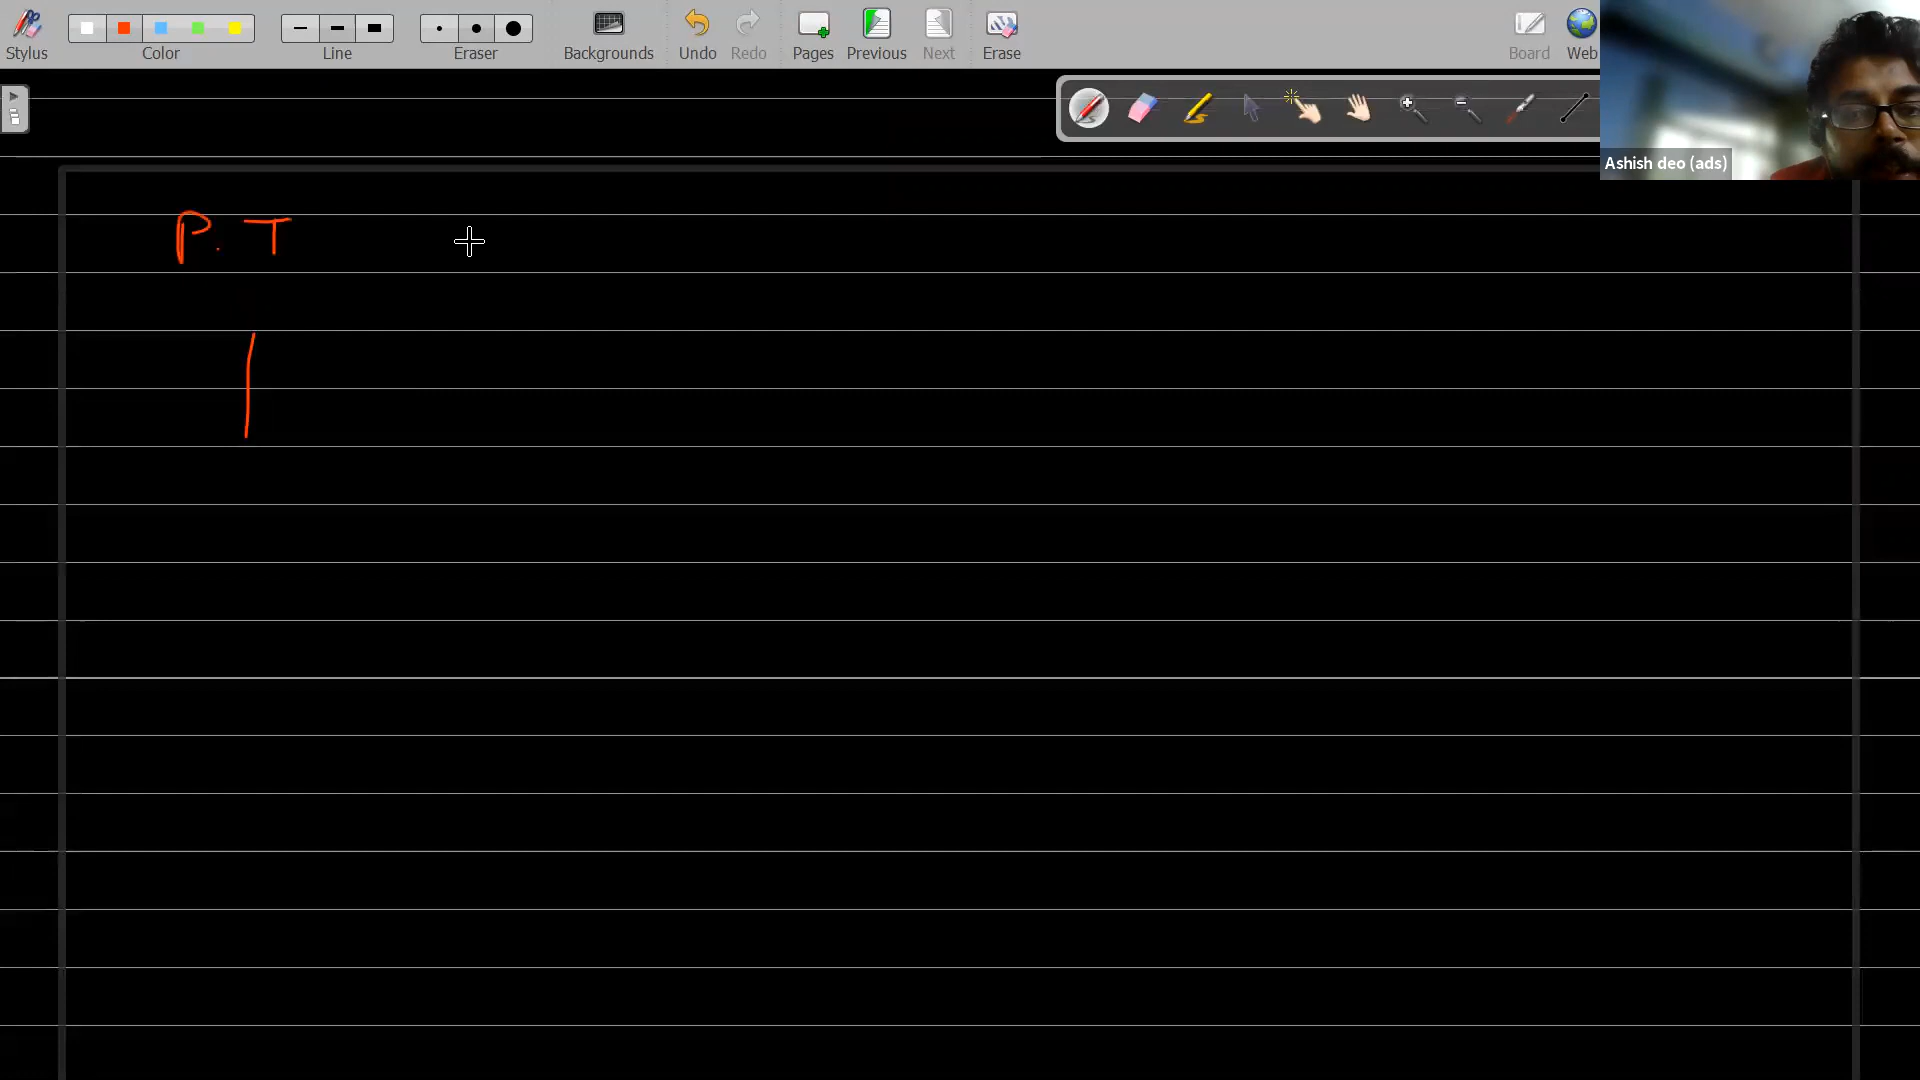 Stylus Color Line Eraser Backgrounds Undo Redo Pages Previous Next Erase Board Web
Ashish deo (ads)
P. T